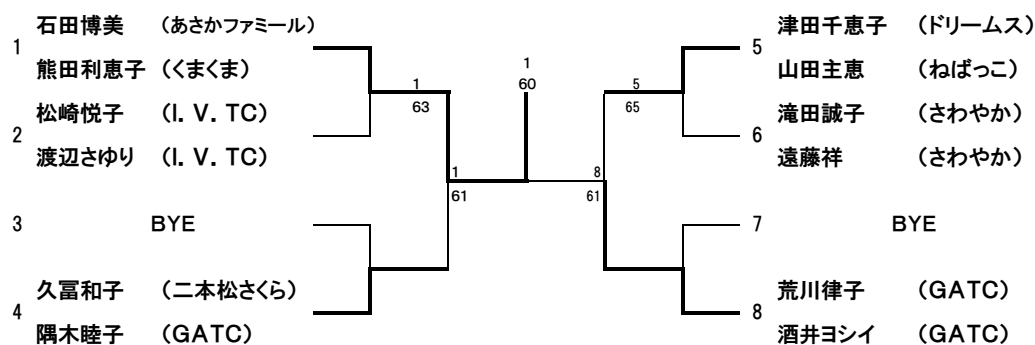 石田博美 （あさかファミール）
1
熊田利恵子 （くまくま）
松崎悦子 （I．V．TC）
2
渡辺さゆり （I．V．TC）
3 BYE
久冨和子 （二本松さくら）
4
隅木睦子 （GATC）
1
63
1
61
1
60
5
65
8
61
津田千恵子 （ドリームス）
5
山田主恵 （ねばっこ）
滝田誠子 （さわやか）
6
遠藤祥 （さわやか）
7 BYE
荒川律子 （GATC）
8
酒井ヨシイ （GATC）